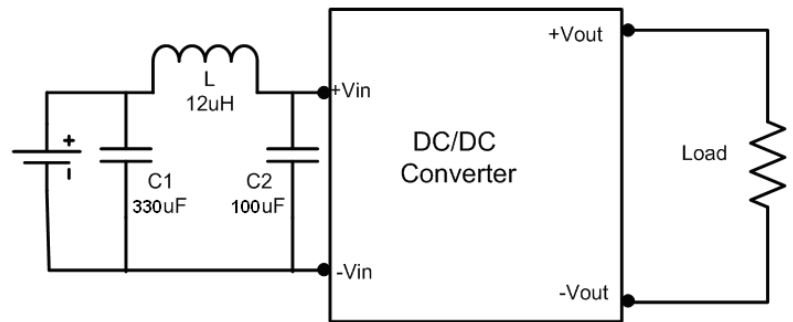 +Vout
L
12uH
+Vin
+
DC/DC
Converter
Load
C1
330uF
C2
100uF
-Vin
-Vout